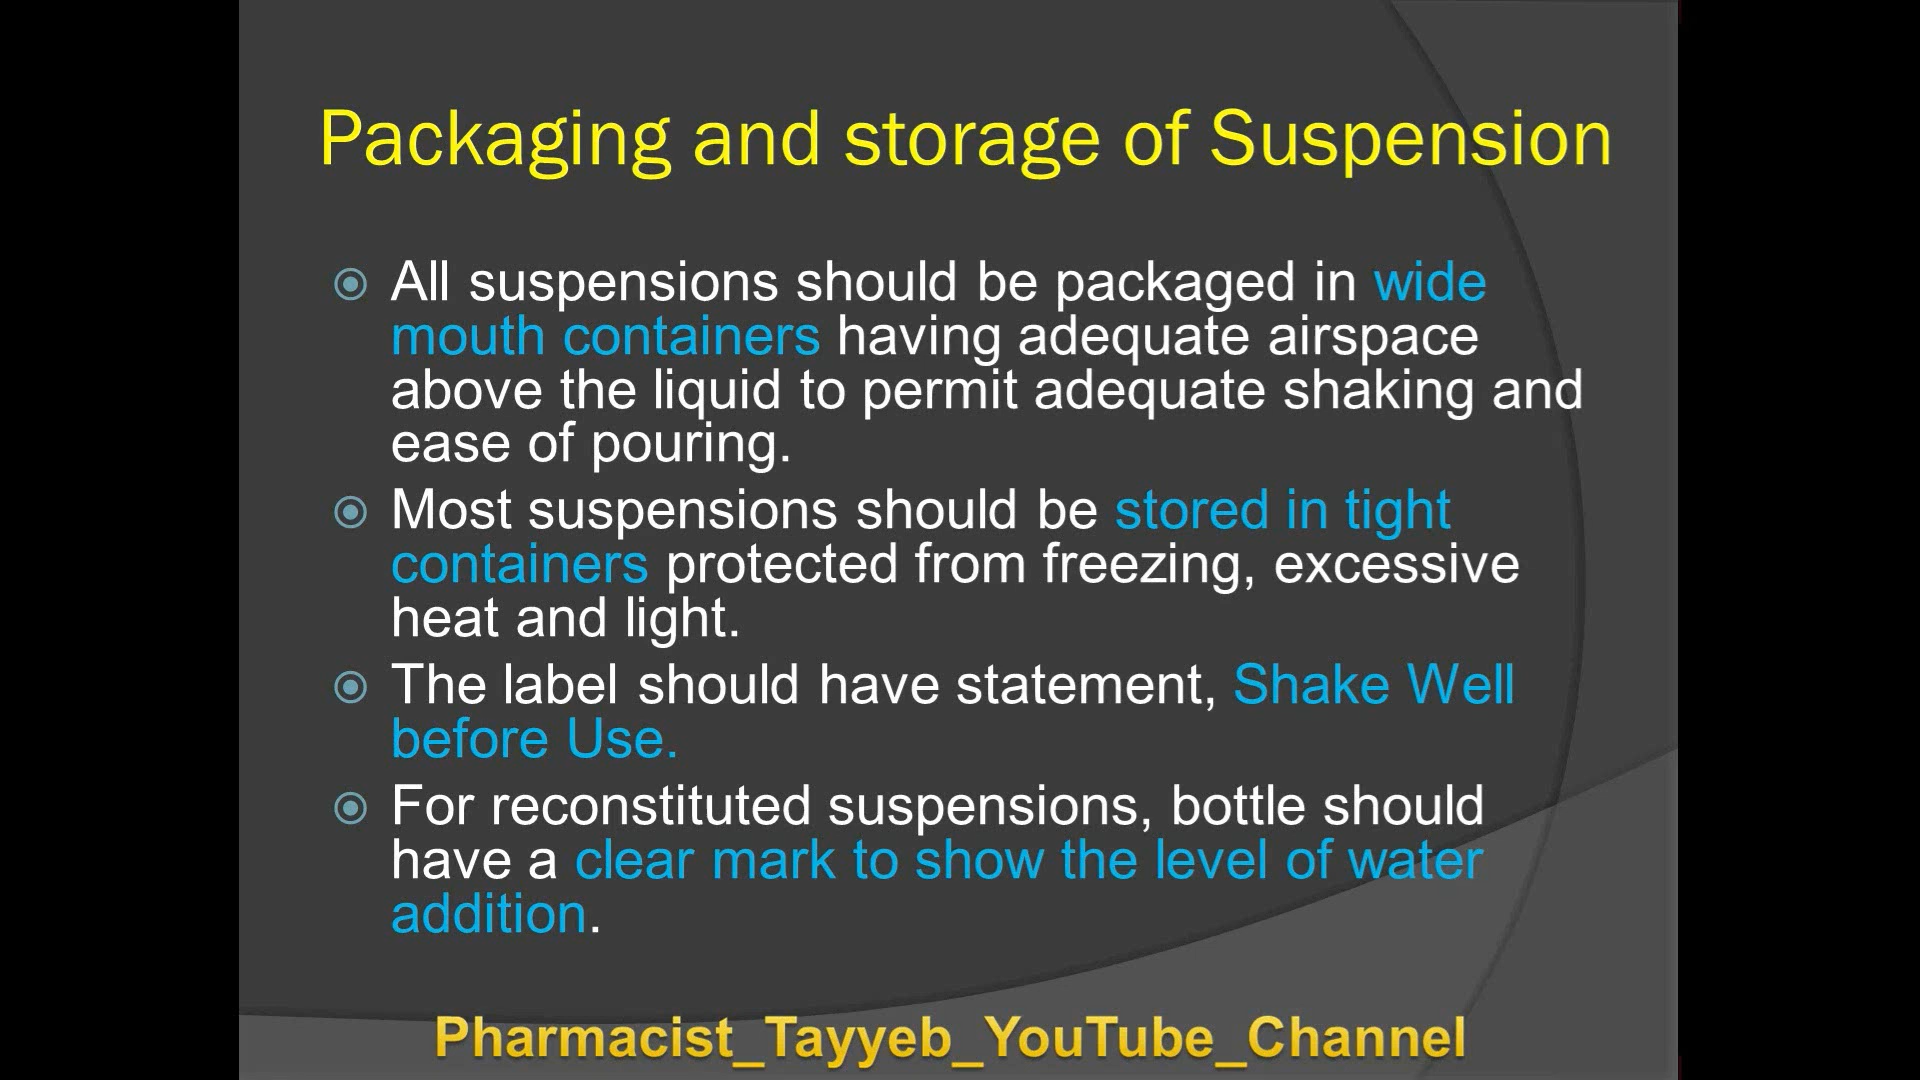 Packaging and storage of Suspension
All suspensions should be packaged in wide
mouth containers having adequate airspace
above the liquid to permit adequate shaking and
ease of pouring.
Most suspensions should be stored in tight
containers protected from freezing, excessive
heat and light.
The label should have statement, Shake Well
before Use.
For reconstituted suspensions, bottle should
have a clear mark to show the level of water
addition.
Pharmacist_Tayyeb_YouTube_Channel